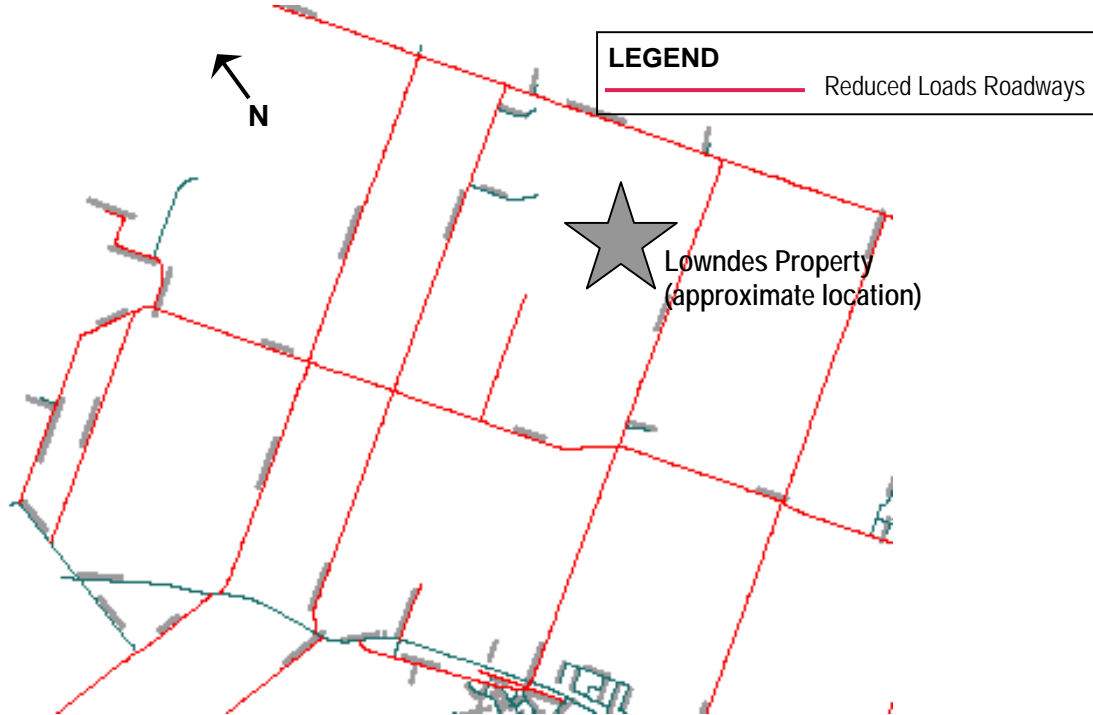 LEGEND
Reduced Loads Roadways
N
Lowndes Property
(approximate location)